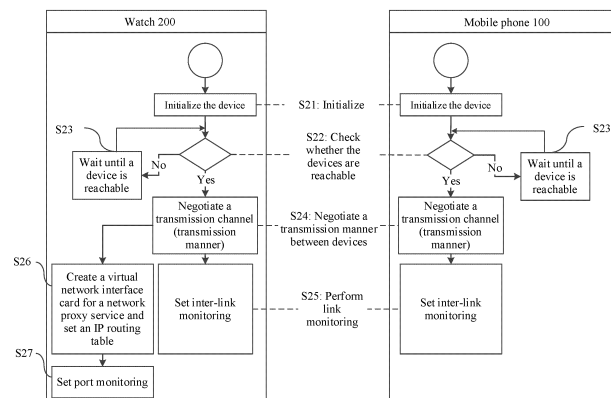 Watch 200
Mobile phone 100
Initialize the device
S21: Initialize
Initialize the device
S23
S22: Check
whether the
devices are
reachable
S23
Wait until a
device is
reachable
No
Yes
Yes
No
Wait until a
device is
reachable
Negotiate a
transmission channel
(transmission
manner)
S24: Negotiate a
transmission manner
between devices
Negotiate a
transmission channel
(transmission
manner)
S26
Create a virtual
network interface
card for a network
proxy service and
set an IP routing
table
Set inter-link
monitoring
S25: Perform
link
monitoring
Set inter-link
monitoring
S27
Set port monitoring